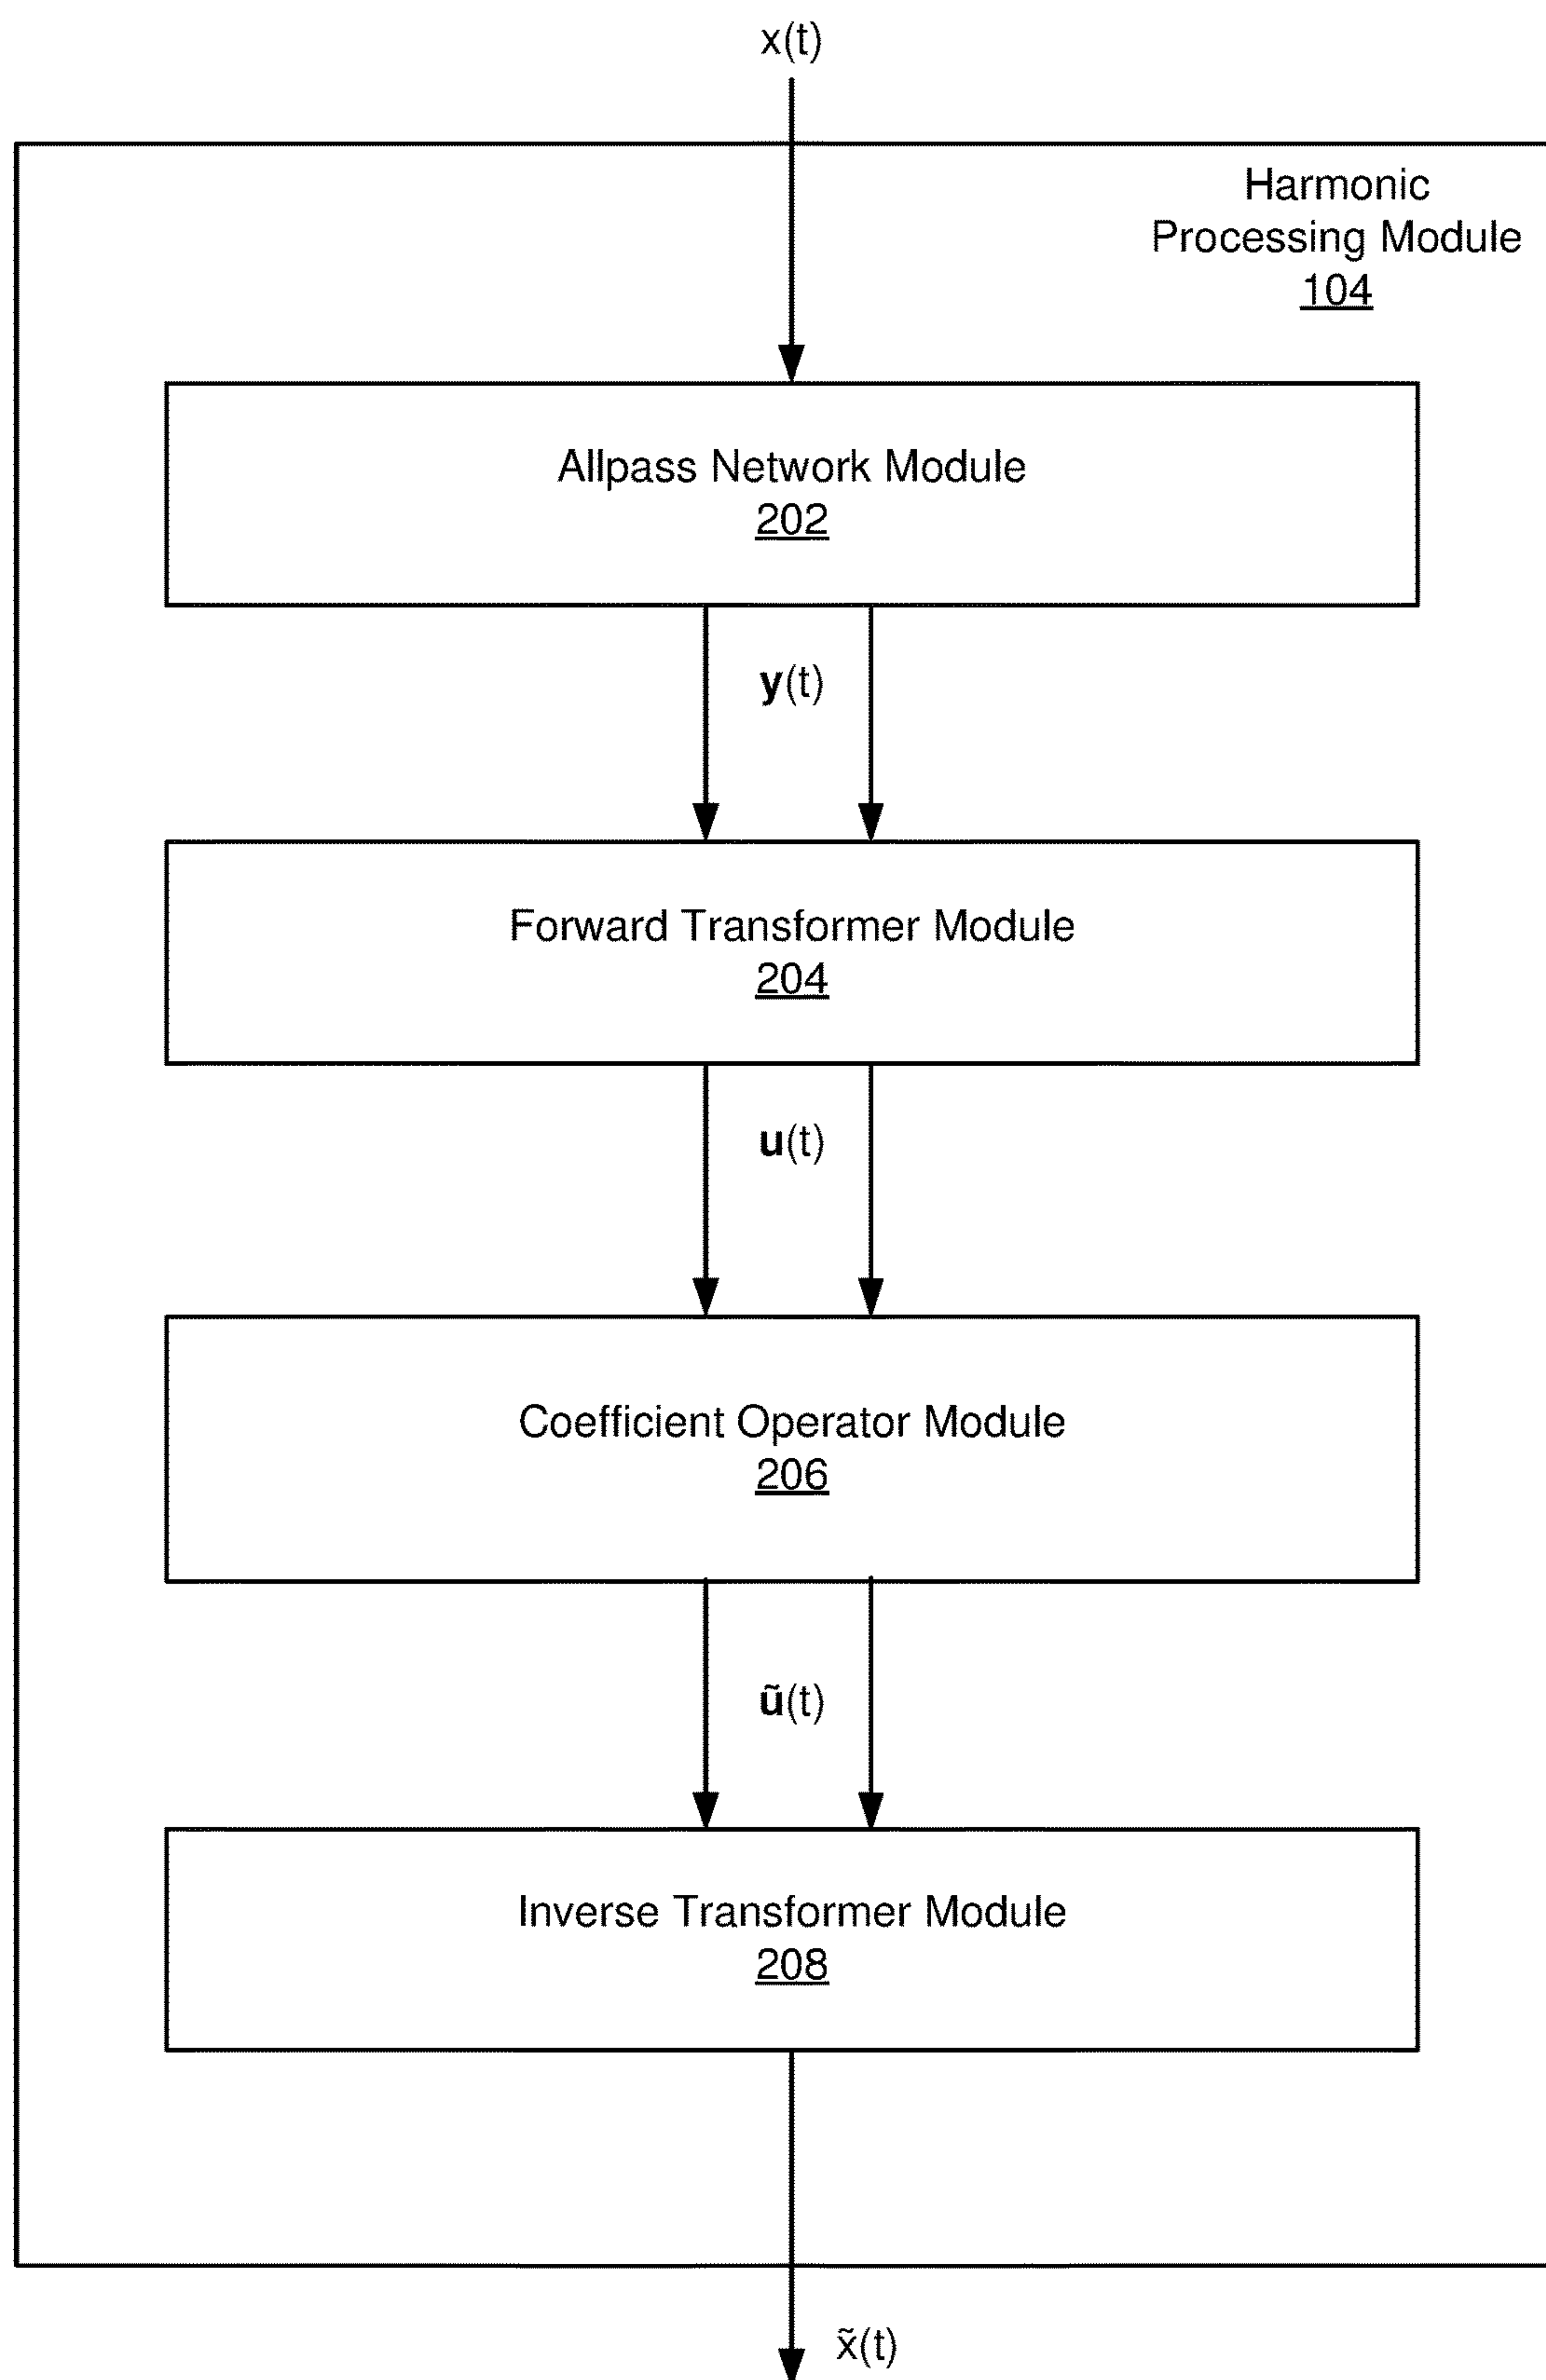 x(t)
Harmonic
Processing Module
104
Allpass Network Module
202
y(t)
Forward Transformer Module
204
u(t)
Coefficient Operator Module
206
ũ(t)
Inverse Transformer Module
208
x̃(t)